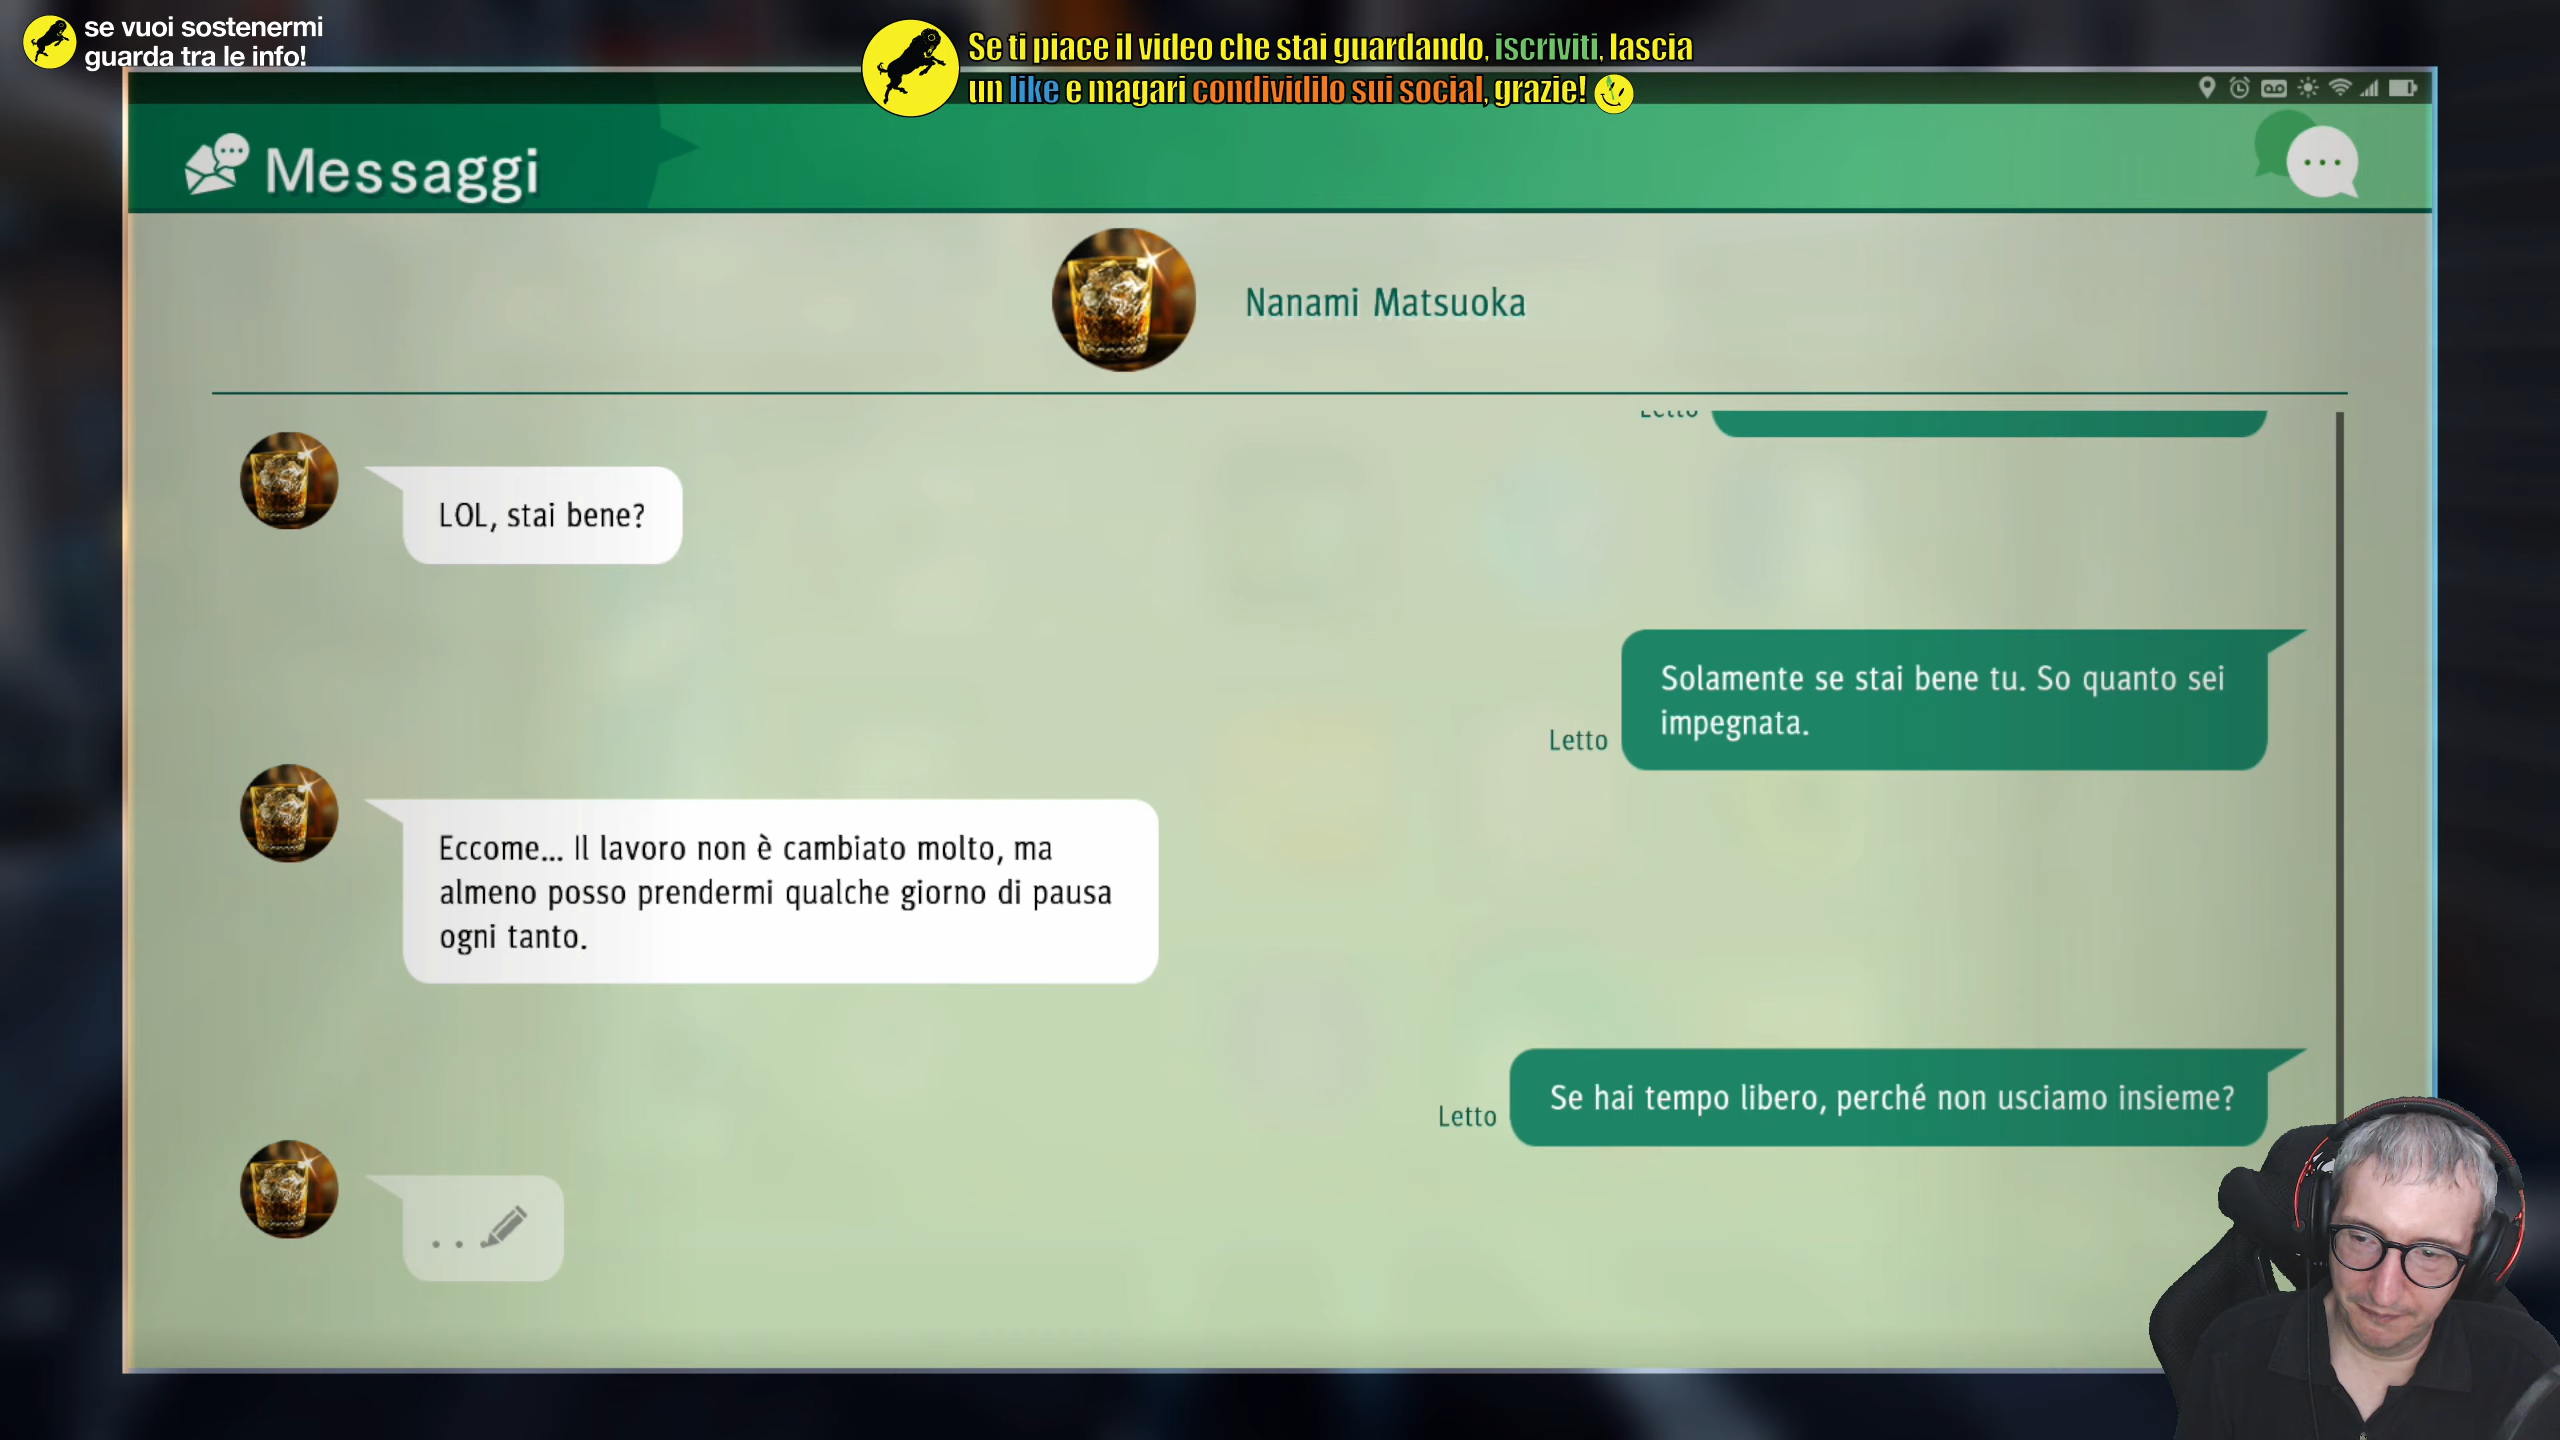 se vuoi sostenermi
guarda tra le info!
Se ti piace il video che stai guardando, iscriviti, lascia
un like e magari condividilo sui social, grazie!
Messaggi
Nanami Matsuoka
Letto
LOL, stai bene?
Solamente se stai bene tu. So quanto sei
impegnata.
Letto
Eccome... Il lavoro non è cambiato molto, ma
almeno posso prendermi qualche giorno di pausa
ogni tanto.
Se hai tempo libero, perché non usciamo insieme?
Letto